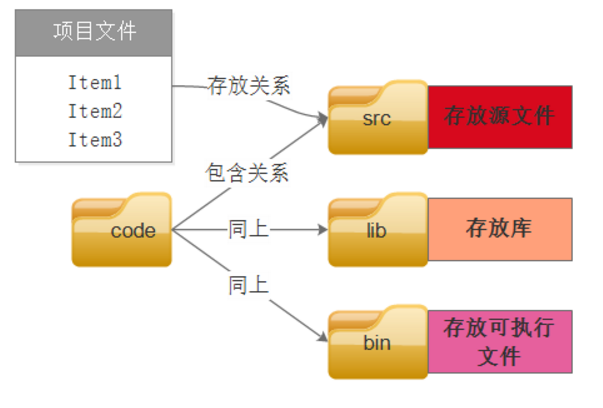 项目文件
Item1
Item2
Item3
存放关系
src
存放源文件
包含关系
code
同上
lib
存放库
同上
bin
存放可执行
文件